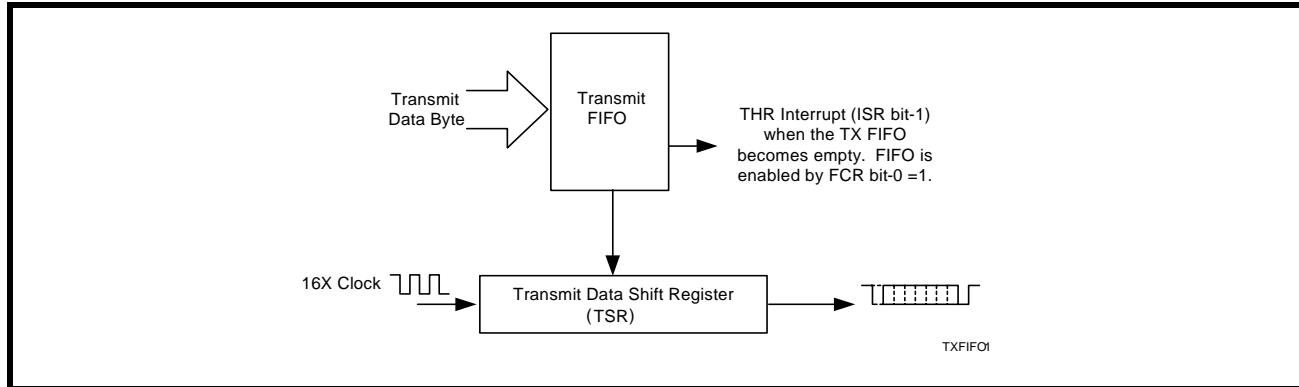 Transmit
Data Byte
Transmit
FIFO
THR Interrupt (ISR bit-1)
when the TX FIFO
becomes empty. FIFO is
enabled by FCR bit-0 =1.
16X Clock
Transmit Data Shift Register
(TSR)
TXFIFO1